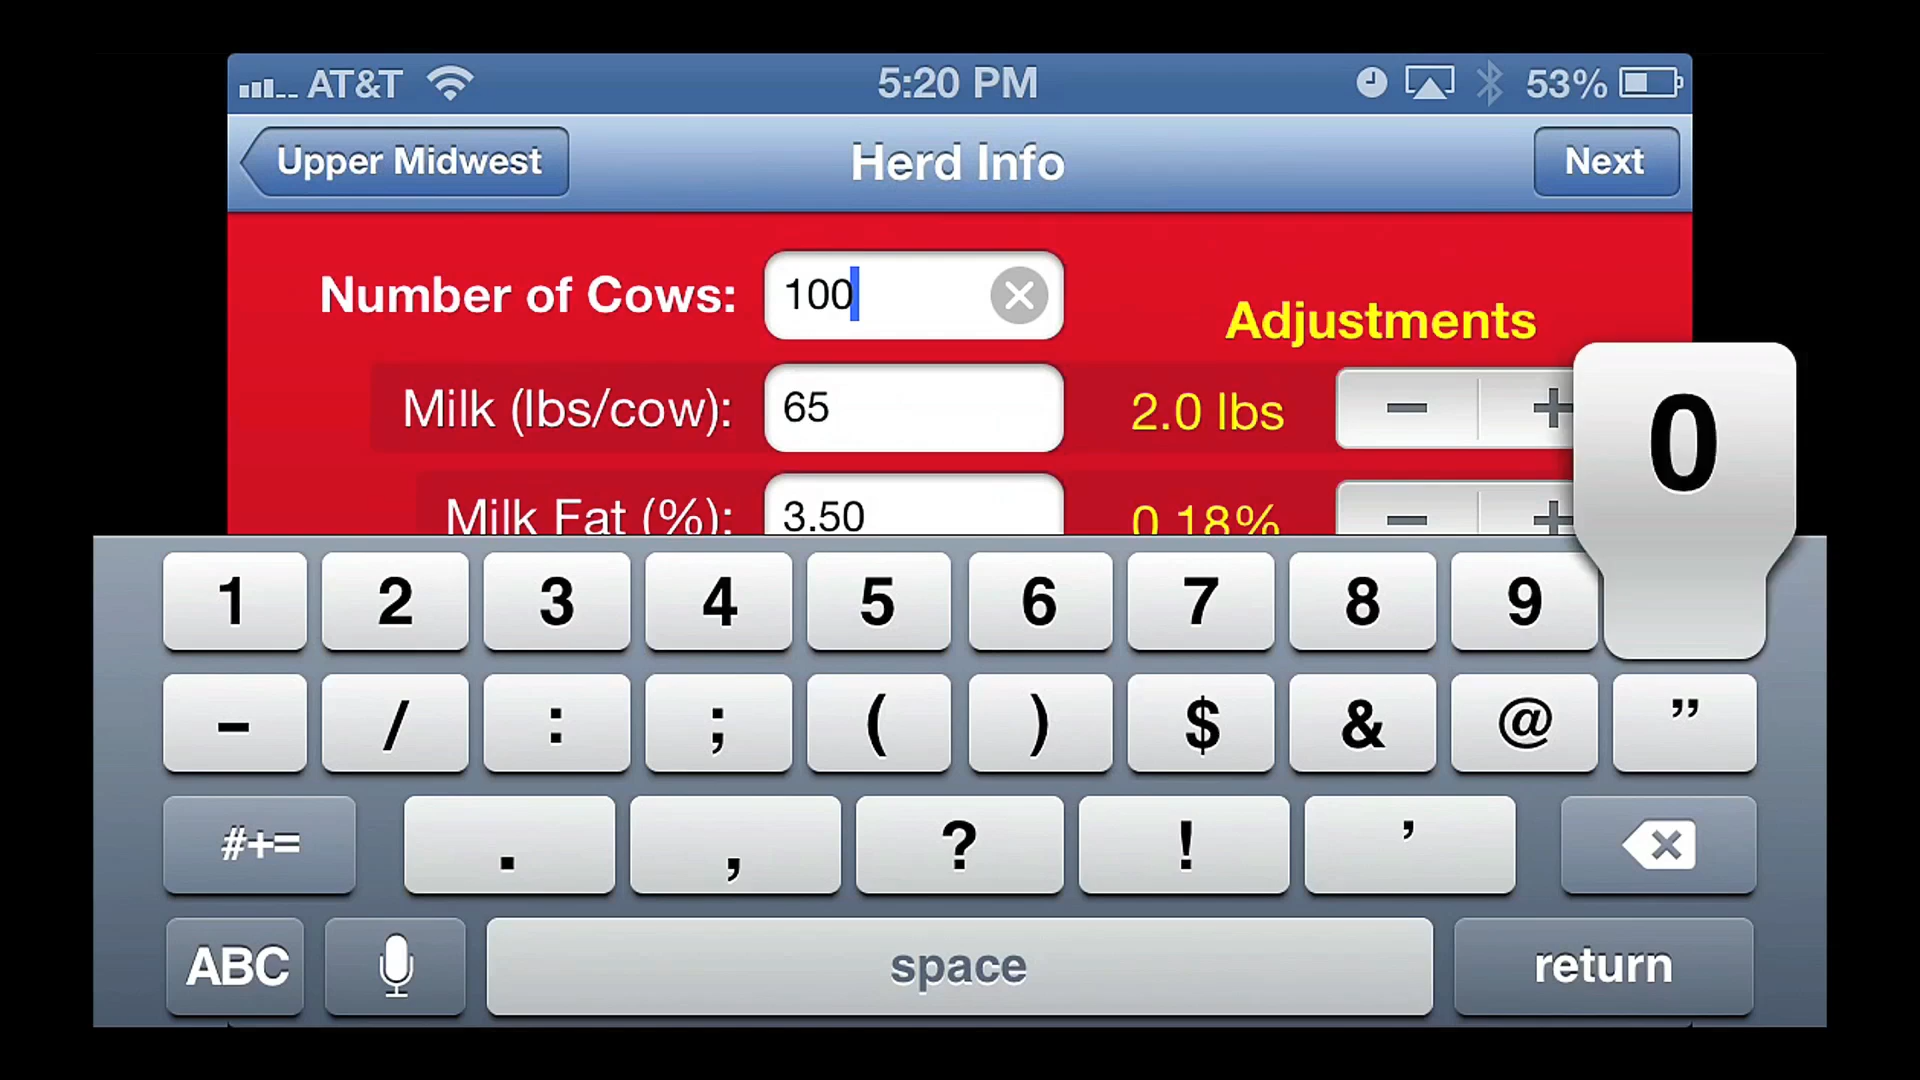 AT&T 5:20 PM 53%
Upper Midwest Herd Info Next
Number of Cows: 100
Adjustments
Milk (lbs/cow): 65 2.0 lbs − +
Milk Fat (%): 3.50 0.18% − +
0
1 2 3 4 5 6 7 8 9
- / : ; ( ) $ & @ ”
#+= . , ? ! ’
ABC space return